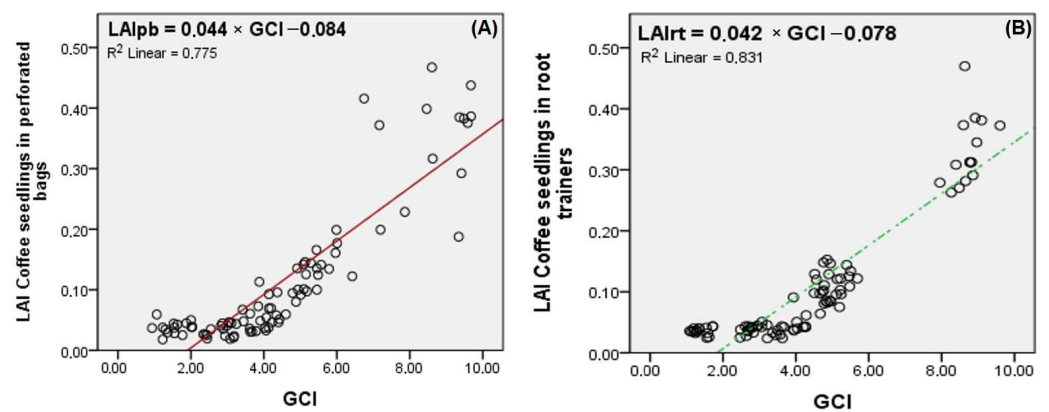 LAIpb = 0.044 × GCI −0.084 (A)
R² Linear = 0.775
LAI Coffee seedlings in perforated
bags
0.50
0.40
0.30
0.20
0.10
0.00
0.00 2.00 4.00 6.00 8.00 10.00
GCI
LAIrt = 0.042 × GCI −0.078 (B)
R² Linear = 0.831
LAI Coffee seedlings in root
trainers
0.50
0.40
0.30
0.20
0.10
0.00
0.00 2.00 4.00 6.00 8.00 10.00
GCI